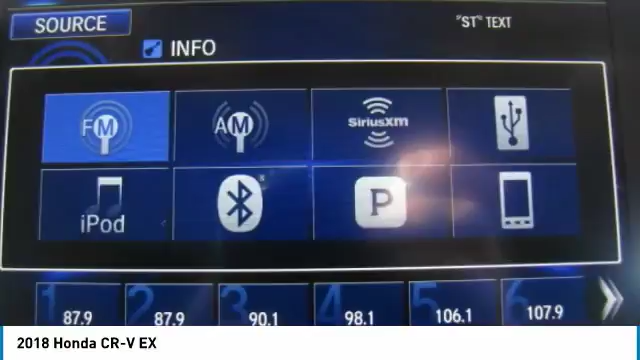 SOURCE
INFO
"ST" TEXT
FM
AM
SiriusXM
iPod
P
1 87.9
2 87.9
3 90.1
4 98.1
5 106.1
6 107.9
2018 Honda CR-V EX